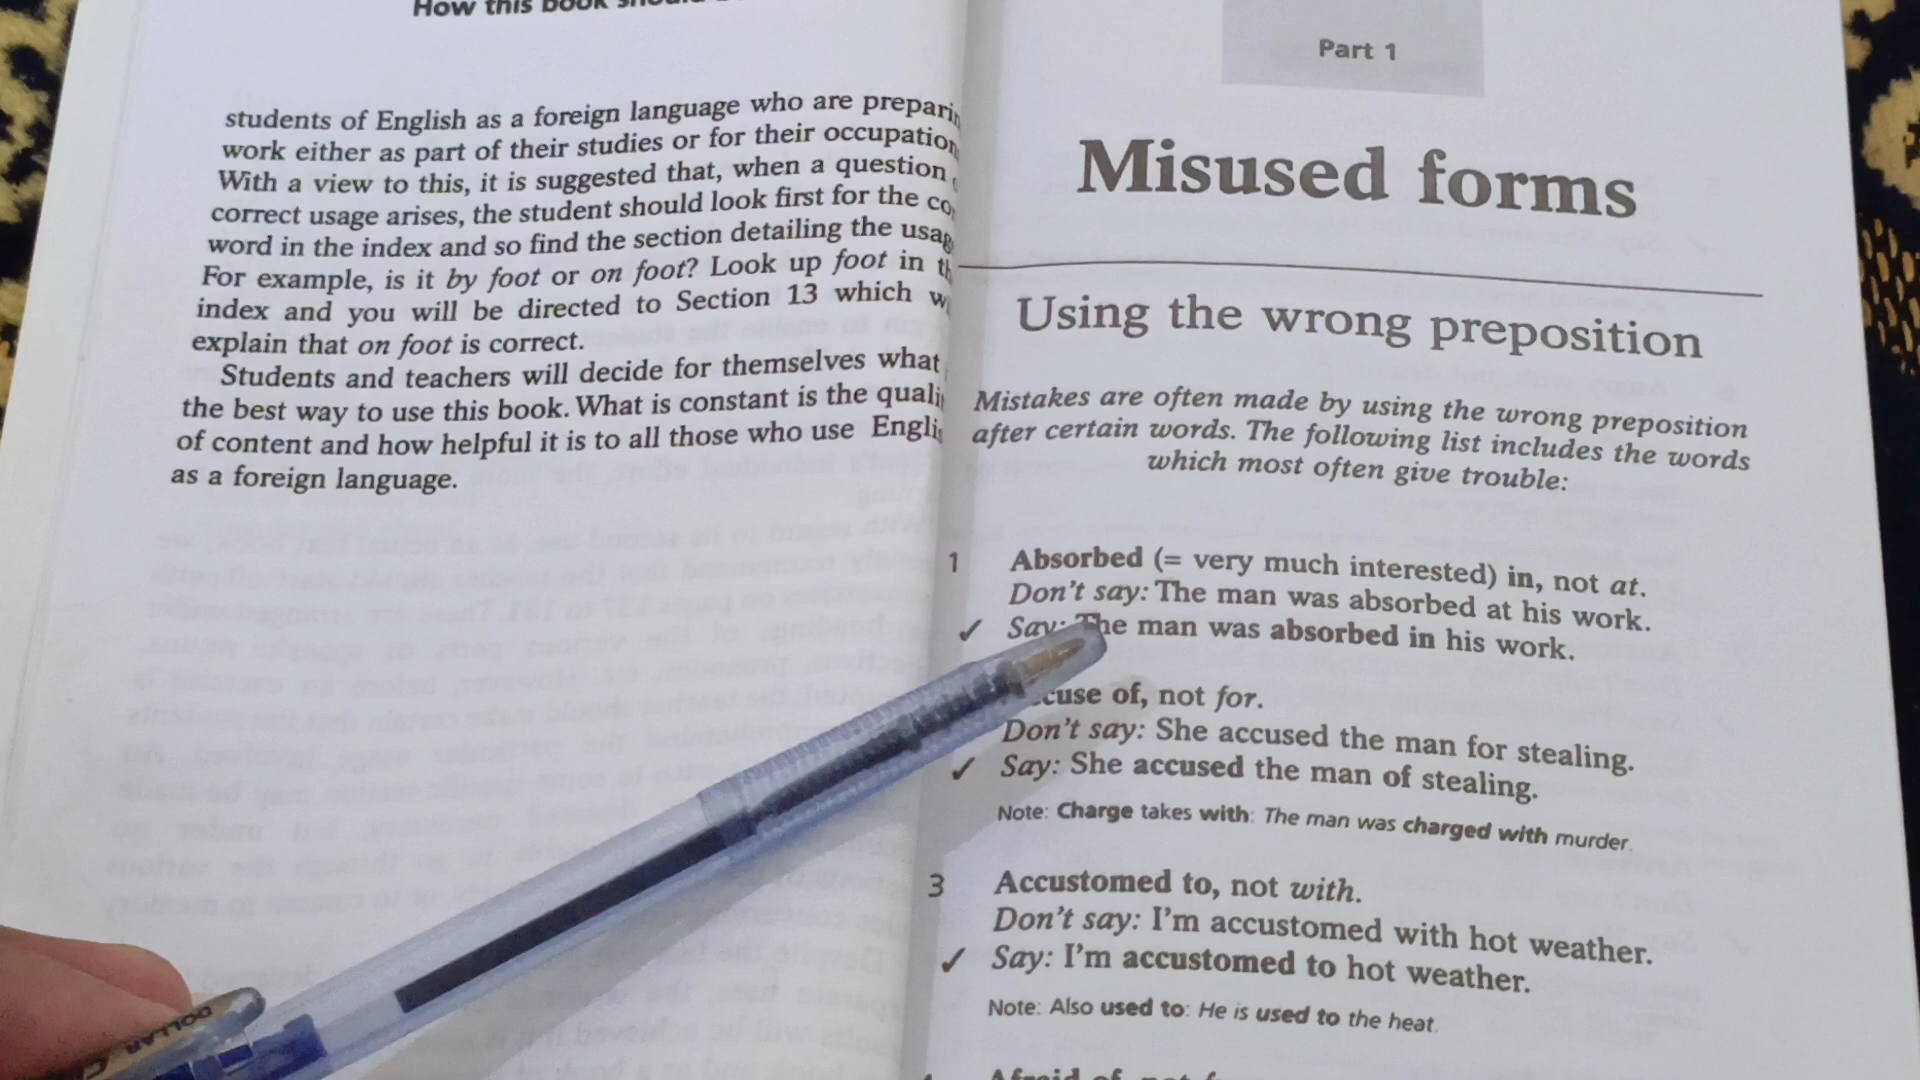 How this book
students of English as a foreign language who are
work either as part of their studies or for their
With a view to this, it is suggested that, when a question
correct usage arises, the student should look first for the
word in the index and so find the section detailing the
For example, is it by foot or on foot? Look up foot in
index and you will be directed to Section 13 which
explain that on foot is correct.
Students and teachers will decide for themselves what
the best way to use this book. What is constant is the
of content and how helpful it is to all those who use
as a foreign language.
Part 1
Misused forms
Using the wrong preposition
Mistakes are often made by using the wrong preposition
after certain words. The following list includes the words
which most often give trouble:
1 Absorbed (= very much interested) in, not at.
Don't say: The man was absorbed at his work.
✓ Say: The man was absorbed in his work.
cuse of, not for.
Don't say: She accused the man for stealing.
✓ Say: She accused the man of stealing.
Note: Charge takes with: The man was charged with murder.
3 Accustomed to, not with.
Don't say: I'm accustomed with hot weather.
✓ Say: I'm accustomed to hot weather.
Note: Also used to: He is used to the heat.
Afraid of, not
DOLLAR